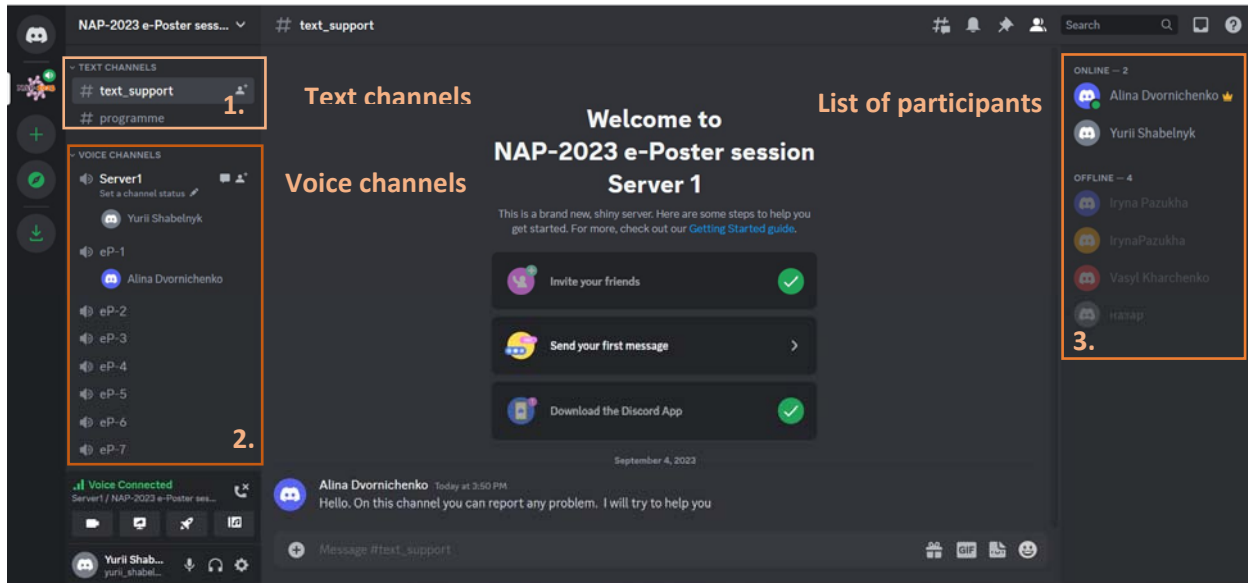 NAP-2023 e-Poster sess...
TEXT CHANNELS
# text_support
# programme
1.
VOICE CHANNELS
Server1
Set a channel status
Yurii Shabelnyk
eP-1
Alina Dvornichenko
eP-2
eP-3
eP-4
eP-5
eP-6
eP-7
2.
Voice Connected
Server1 / NAP-2023 e-Poster ses...
Yurii Shab...
yurii_shabel...
# text_support
Search
Text channels
Voice channels
List of participants
Welcome to
NAP-2023 e-Poster session
Server 1
This is a brand new, shiny server. Here are some steps to help you
get started. For more, check out our Getting Started guide.
Invite your friends
Send your first message
Download the Discord App
September 4, 2023
Alina Dvornichenko Today at 3:50 PM
Hello. On this channel you can report any problem. I will try to help you
Message #text_support
GIF
ONLINE — 2
Alina Dvornichenko
Yurii Shabelnyk
OFFLINE — 4
Iryna Pazukha
IrynaPazukha
Vasyl Kharchenko
назар
3.